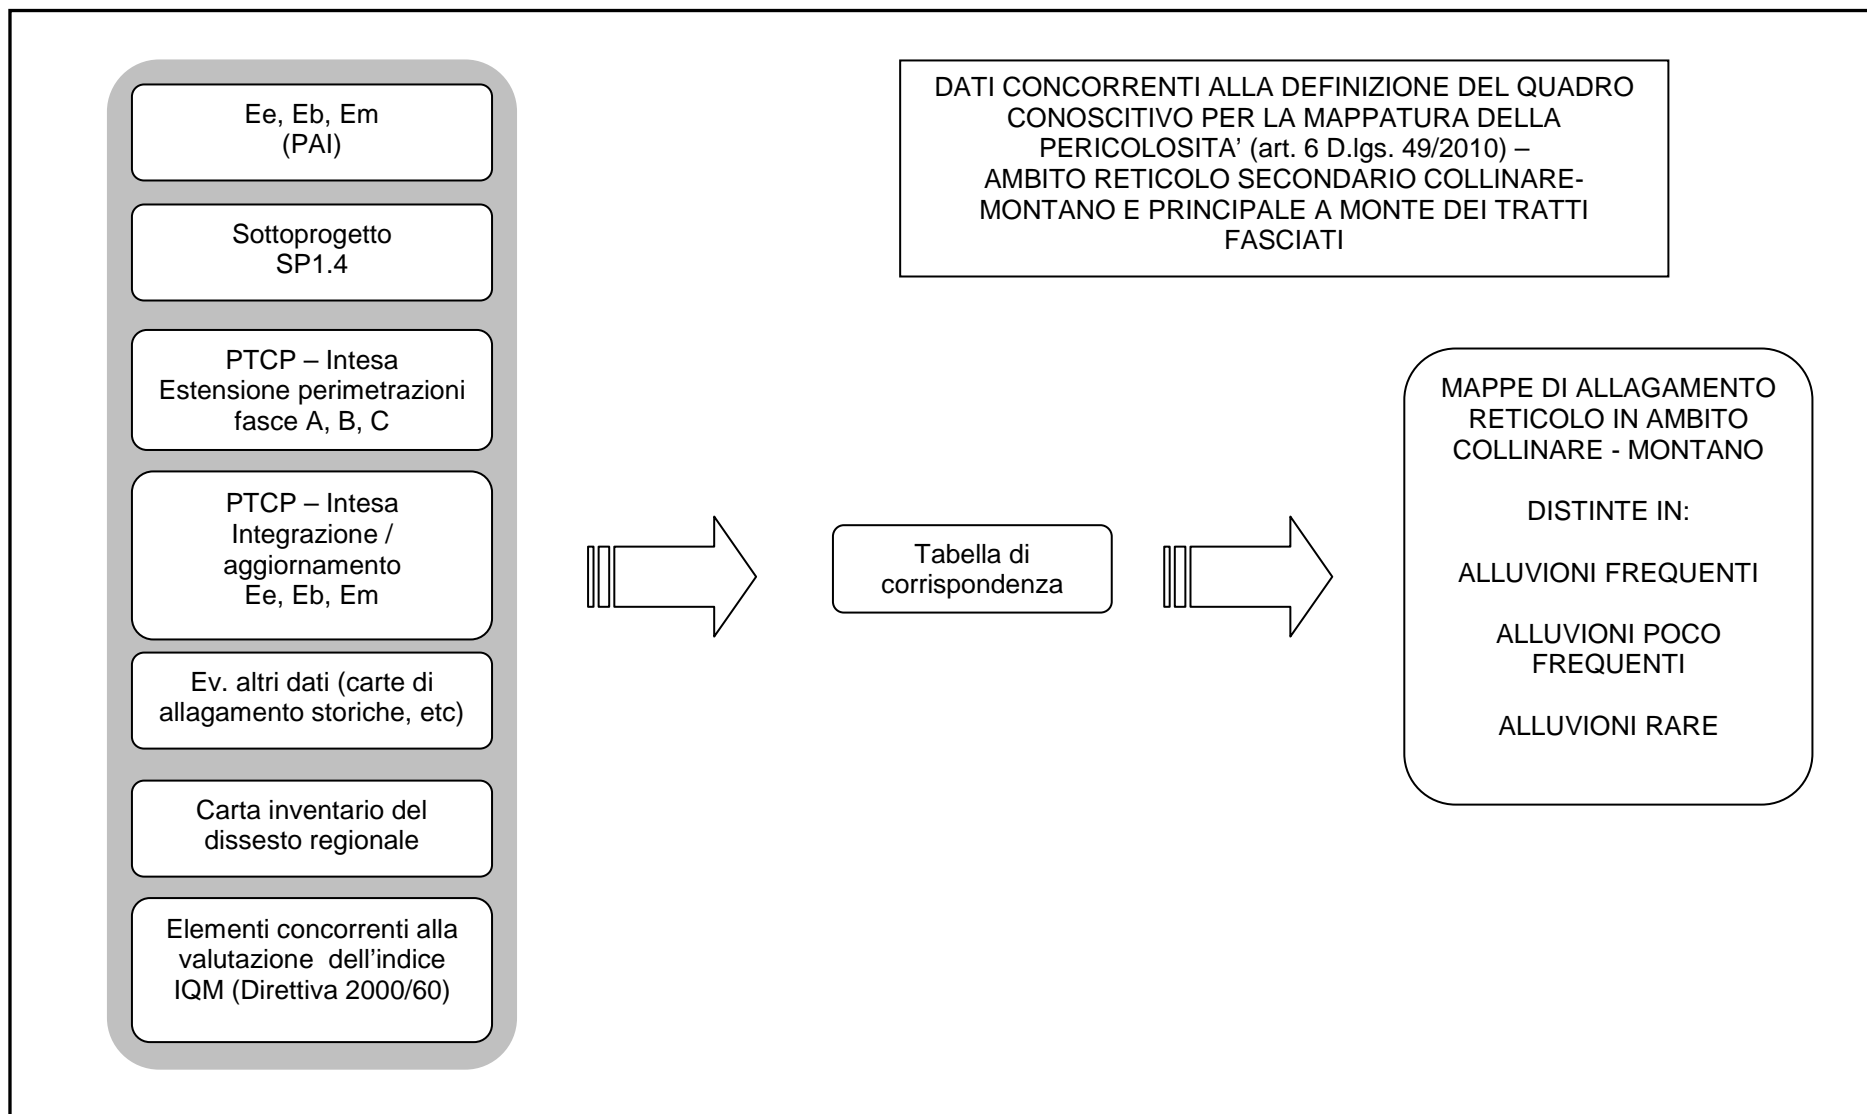 Ee, Eb, Em
(PAI)
Sottoprogetto
SP1.4
PTCP – Intesa
Estensione perimetrazioni
fasce A, B, C
PTCP – Intesa
Integrazione /
aggiornamento
Ee, Eb, Em
Ev. altri dati (carte di
allagamento storiche, etc)
Carta inventario del
dissesto regionale
Elementi concorrenti alla
valutazione dell’indice
IQM (Direttiva 2000/60)
DATI CONCORRENTI ALLA DEFINIZIONE DEL QUADRO
CONOSCITIVO PER LA MAPPATURA DELLA
PERICOLOSITA’ (art. 6 D.lgs. 49/2010) –
AMBITO RETICOLO SECONDARIO COLLINARE-
MONTANO E PRINCIPALE A MONTE DEI TRATTI
FASCIATI
Tabella di
corrispondenza
MAPPE DI ALLAGAMENTO
RETICOLO IN AMBITO
COLLINARE - MONTANO
DISTINTE IN:
ALLUVIONI FREQUENTI
ALLUVIONI POCO
FREQUENTI
ALLUVIONI RARE